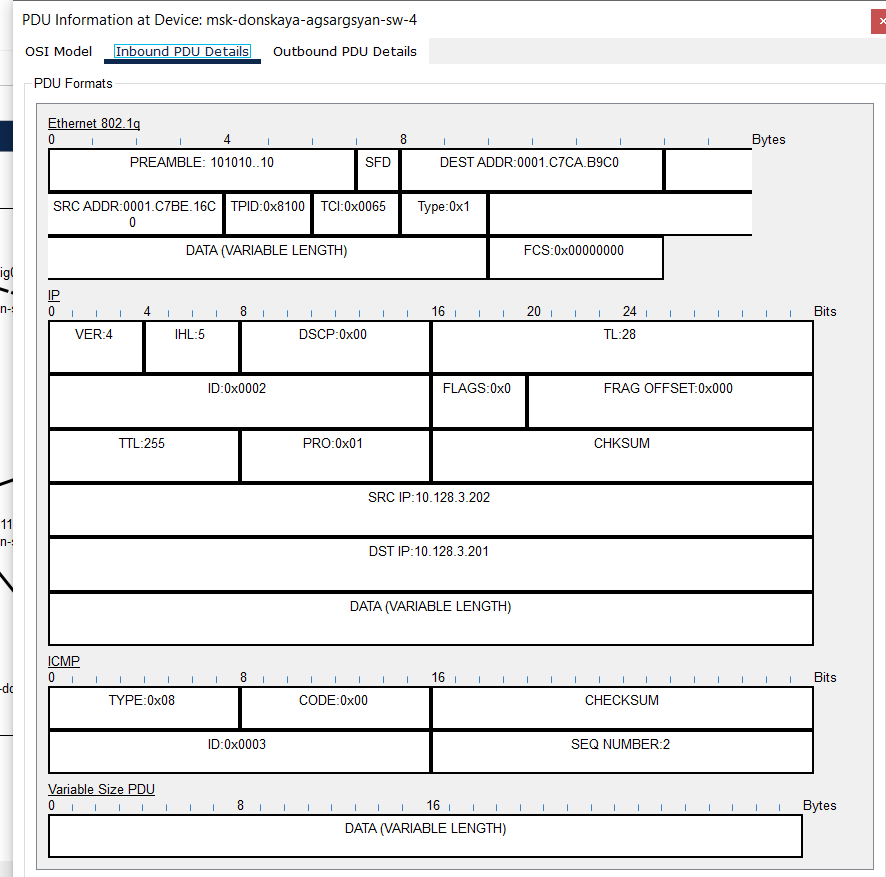 PDU Information at Device: msk-donskaya-agsargsyan-sw-4
OSI Model Inbound PDU Details Outbound PDU Details
PDU Formats
Ethernet 802.1q
0 4 8 Bytes
PREAMBLE: 101010..10 SFD DEST ADDR:0001.C7CA.B9C0
SRC ADDR:0001.C7BE.16C TPID:0x8100 TCI:0x0065 Type:0x1
0
DATA (VARIABLE LENGTH) FCS:0x00000000
IP
0 4 8 16 20 24 Bits
VER:4 IHL:5 DSCP:0x00 TL:28
ID:0x0002 FLAGS:0x0 FRAG OFFSET:0x000
TTL:255 PRO:0x01 CHKSUM
SRC IP:10.128.3.202
DST IP:10.128.3.201
DATA (VARIABLE LENGTH)
ICMP
0 8 16 Bits
TYPE:0x08 CODE:0x00 CHECKSUM
ID:0x0003 SEQ NUMBER:2
Variable Size PDU
0 8 16 Bytes
DATA (VARIABLE LENGTH)